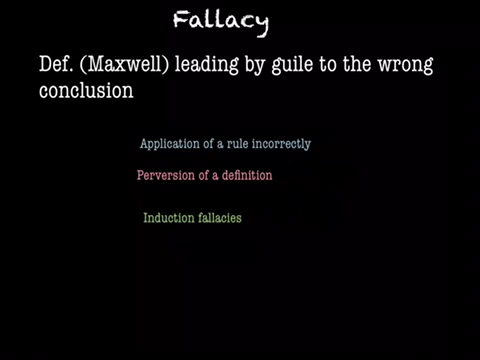 Fallacy
Def. (Maxwell) leading by guile to the wrong
conclusion
Application of a rule incorrectly
Perversion of a definition
Induction fallacies